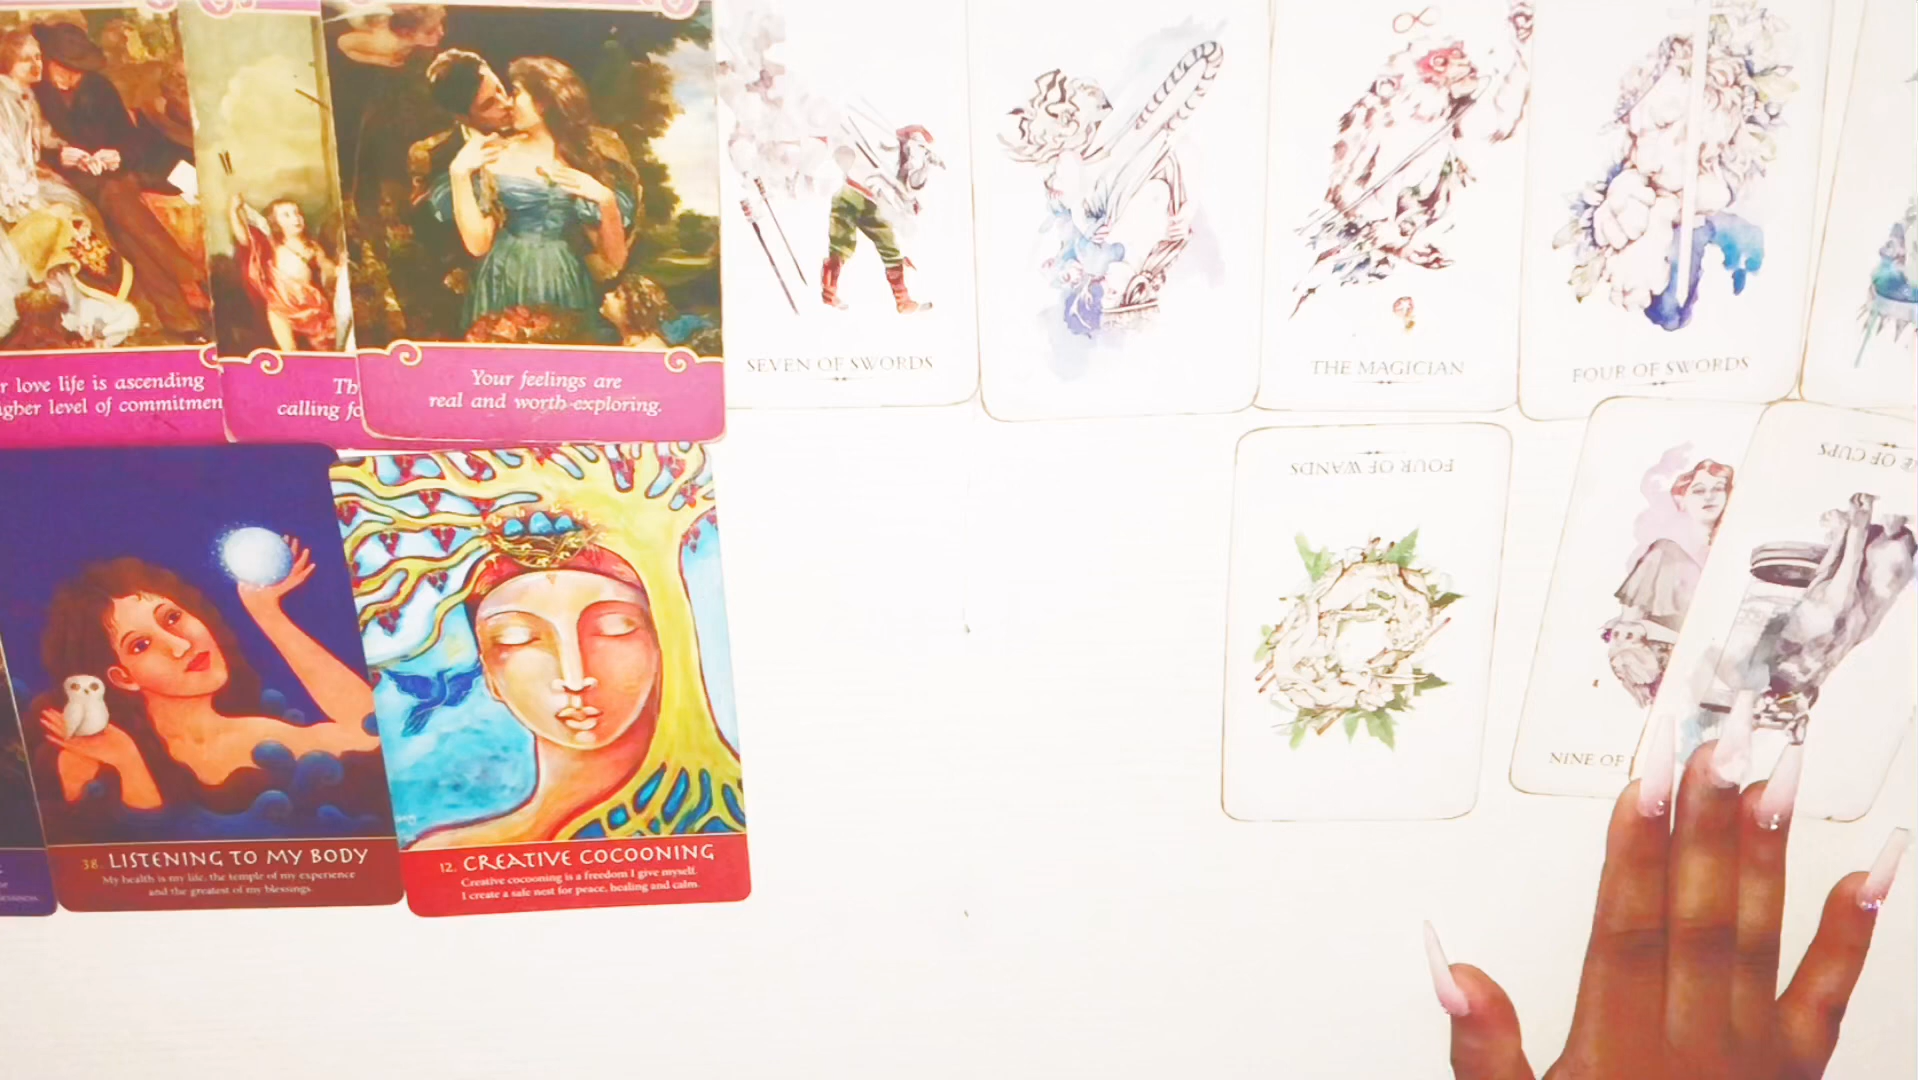 r love life is ascending
gher level of commitmen
Th
calling fo
Your feelings are
real and worth exploring.
SEVEN OF SWORDS
THE MAGICIAN
FOUR OF SWORDS
FOUR OF WANDS
NINE OF
E OF CUPS
38. LISTENING TO MY BODY
My health is my life, the temple of my experience
and the greatest of my blessings.
12. CREATIVE COCOONING
Creative cocooning is a freedom I give myself.
I create a safe nest for peace, healing and calm.